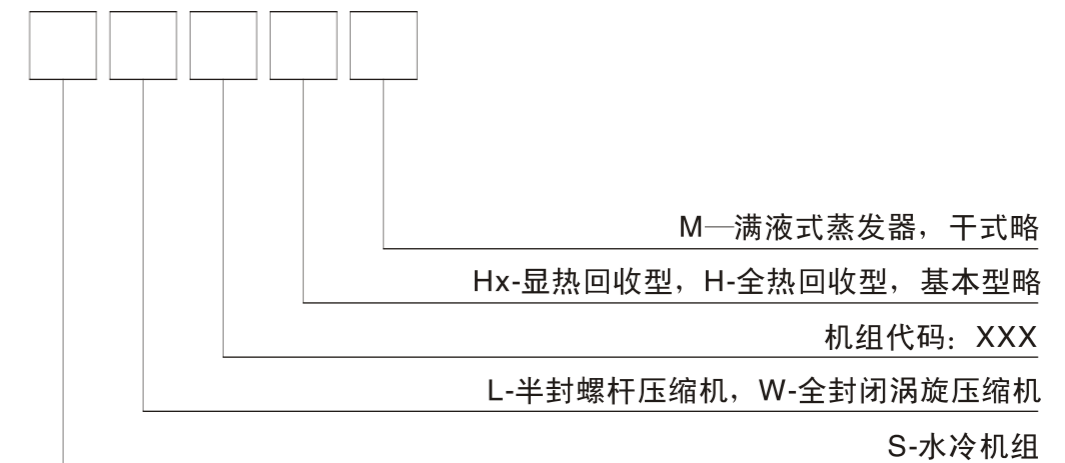 M—满液式蒸发器，干式略
Hx-显热回收型，H-全热回收型，基本型略
机组代码：XXX
L-半封螺杆压缩机，W-全封闭涡旋压缩机
S-水冷机组